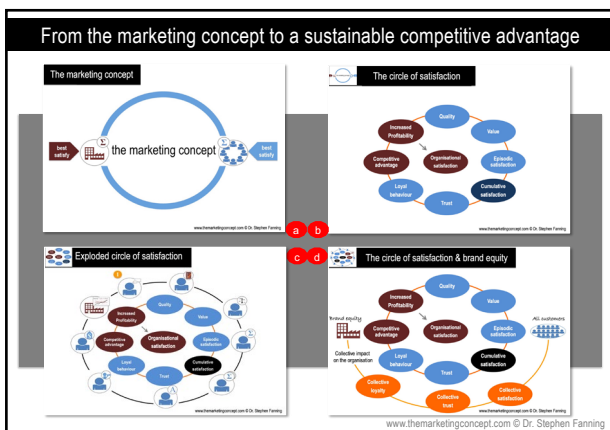 From the marketing concept to a sustainable competitive advantage
The marketing concept
best
satisfy
Σ
the marketing concept
Σ
best
satisfy
www.themarketingconcept.com © Dr. Stephen Fanning
The circle of satisfaction
Quality
Value
Episodic
satisfaction
Cumulative
satisfaction
Trust
Loyal
behaviour
Competitive
advantage
Increased
Profitability
Organisational
satisfaction
www.themarketingconcept.com © Dr. Stephen Fanning
a
b
c
d
Exploded circle of satisfaction
Quality
Value
Episodic
satisfaction
Cumulative
satisfaction
Trust
Loyal
behaviour
Competitive
advantage
Increased
Profitability
Organisational
satisfaction
www.themarketingconcept.com © Dr. Stephen Fanning
The circle of satisfaction & brand equity
Quality
Value
Episodic
satisfaction
Cumulative
satisfaction
Trust
Loyal
behaviour
Competitive
advantage
Increased
Profitability
Organisational
satisfaction
Brand equity
All customers
Collective impact
on the organisation
Collective
loyalty
Collective
trust
Collective
satisfaction
www.themarketingconcept.com © Dr. Stephen Fanning
www.themarketingconcept.com © Dr. Stephen Fanning